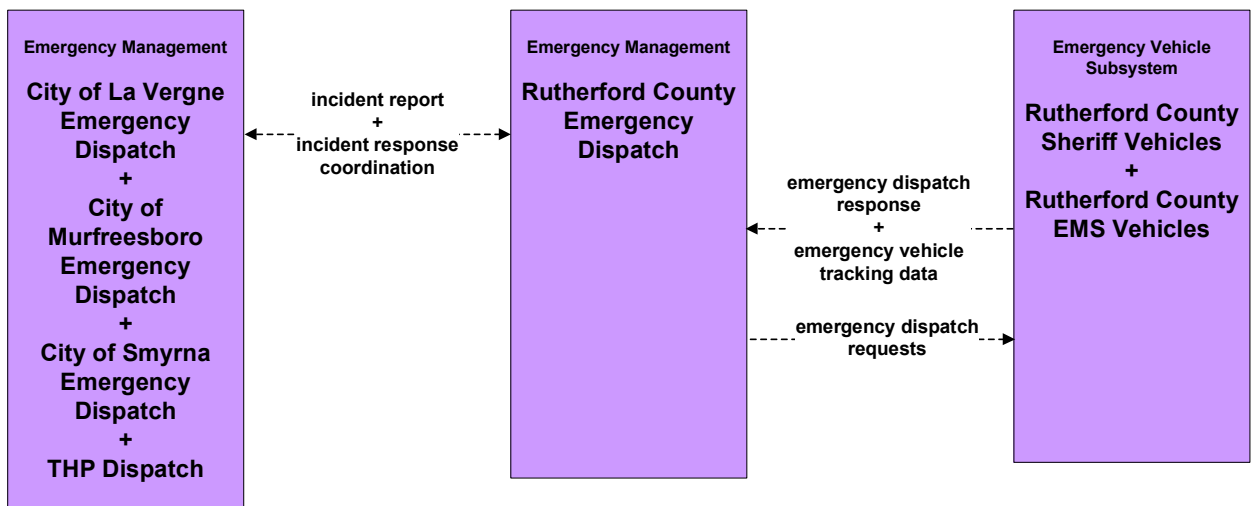 Emergency Management
City of La Vergne
Emergency
Dispatch
+
City of
Murfreesboro
Emergency
Dispatch
+
City of Smyrna
Emergency
Dispatch
+
THP Dispatch
incident report
+
incident response
coordination
Emergency Management
Rutherford County
Emergency
Dispatch
emergency dispatch
response
+
emergency vehicle
tracking data
emergency dispatch
requests
Emergency Vehicle
Subsystem
Rutherford County
Sheriff Vehicles
+
Rutherford County
EMS Vehicles